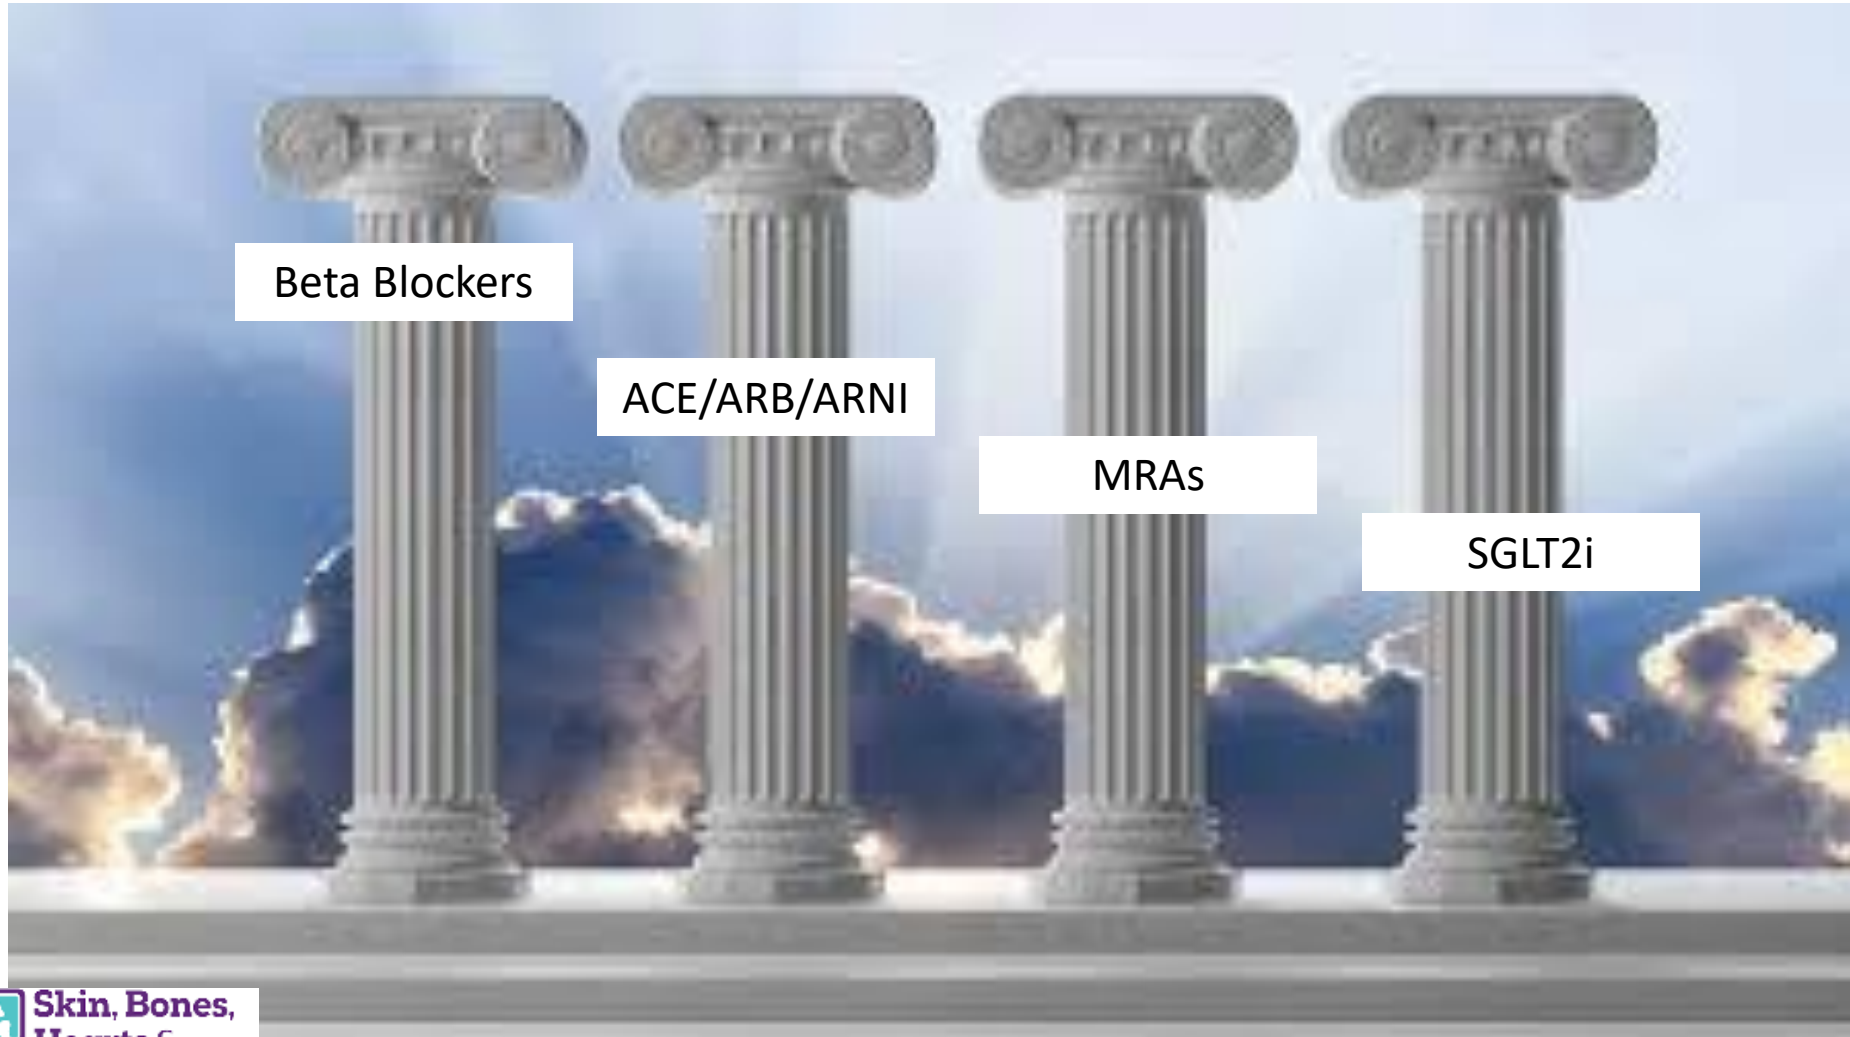 Beta Blockers
ACE/ARB/ARNI
MRAs
SGLT2i
Skin, Bones,